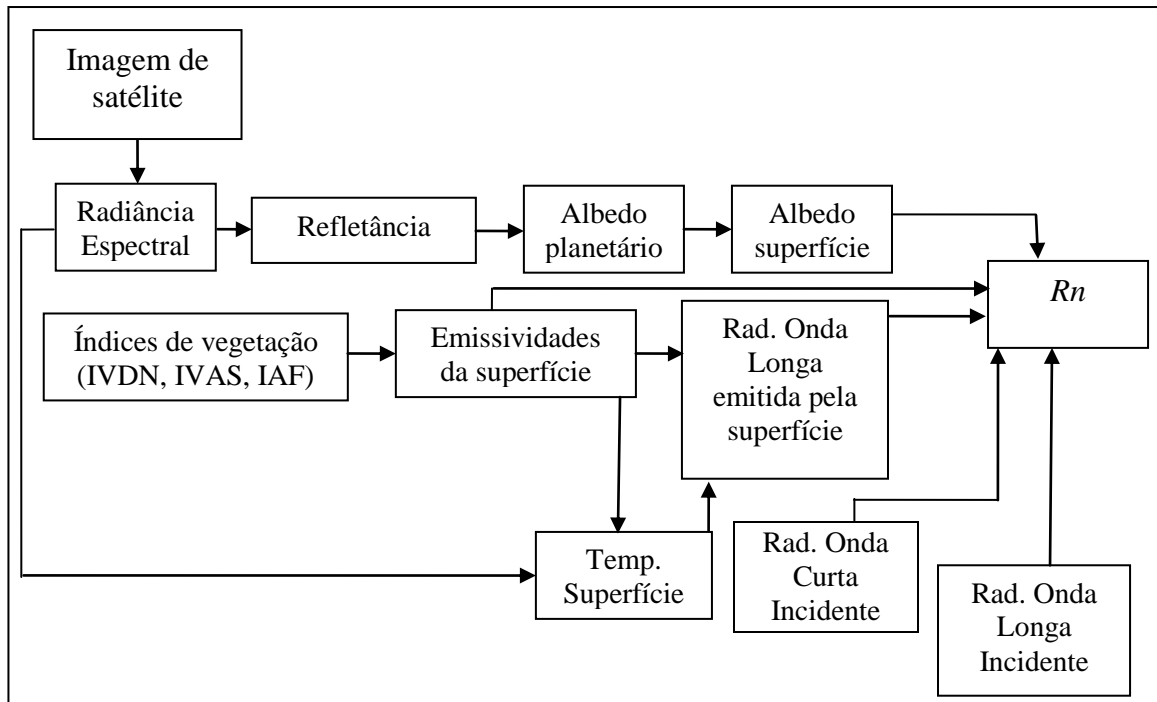 Imagem de
satélite
Radiância
Espectral
Refletância
Albedo
planetário
Albedo
superfície
Rn
Índices de vegetação
(IVDN, IVAS, IAF)
Emissividades
da superfície
Rad. Onda
Longa
emitida pela
superfície
Temp.
Superfície
Rad. Onda
Curta
Incidente
Rad. Onda
Longa
Incidente